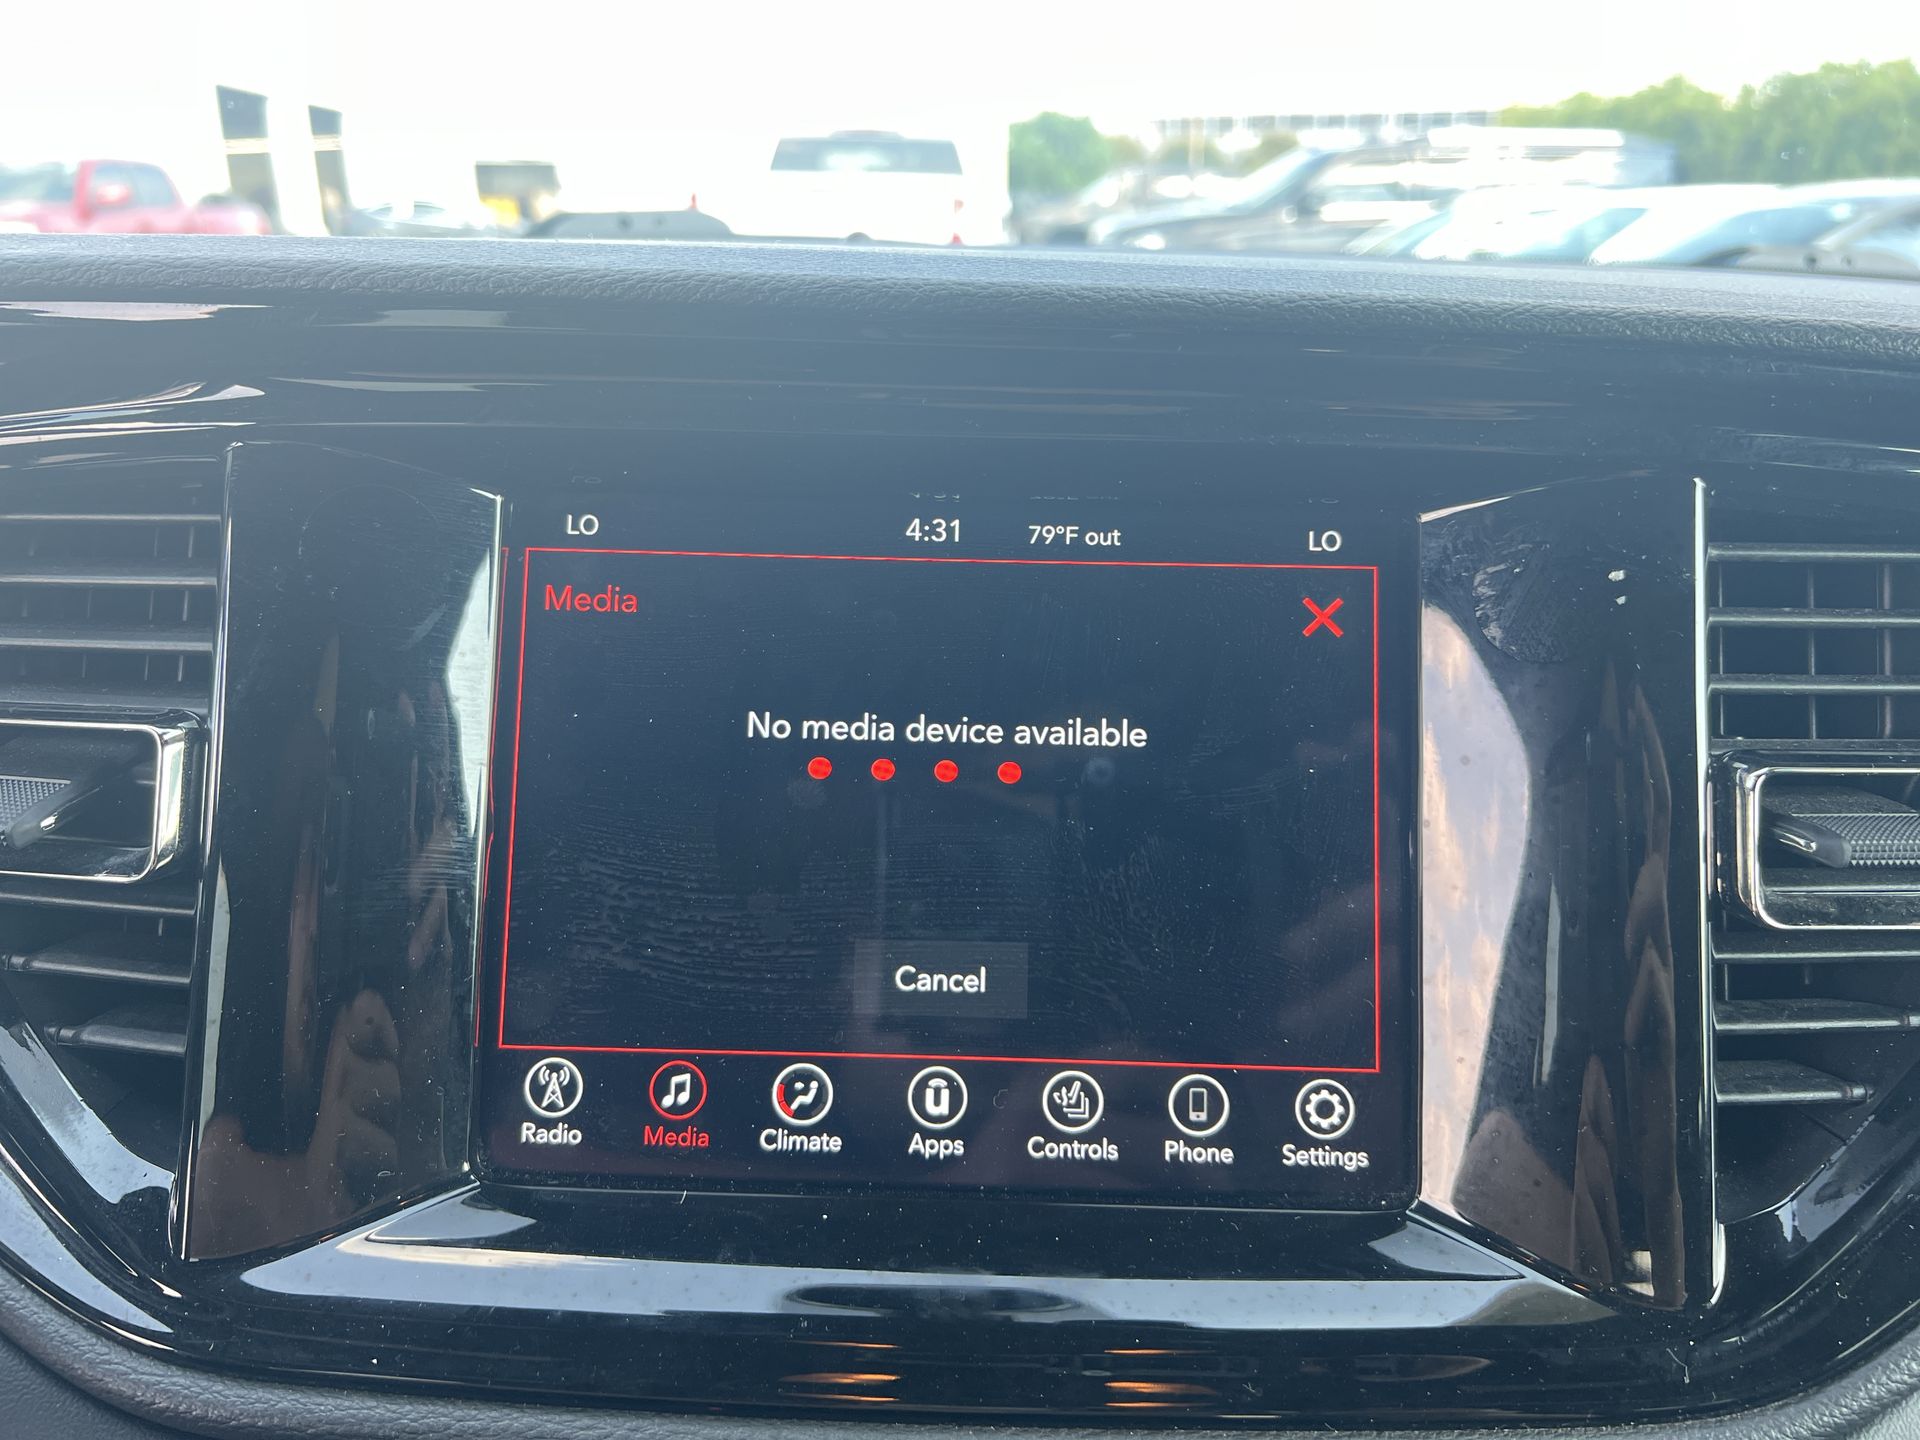 LO 4:31 79°F out LO
Media
No media device available
Cancel
Radio Media Climate Apps Controls Phone Settings